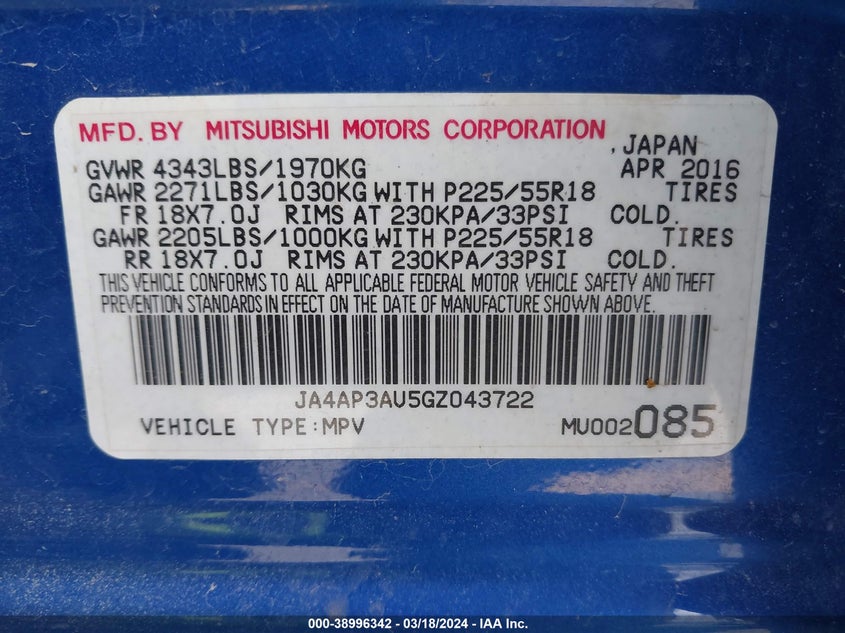 MFD. BY MITSUBISHI MOTORS CORPORATION , JAPAN
GVWR 4343LBS/1970KG APR 2016
GAWR 2271LBS/1030KG WITH P225/55R18 TIRES
FR 18X7.0J RIMS AT 230KPA/33PSI COLD.
GAWR 2205LBS/1000KG WITH P225/55R18 TIRES
RR 18X7.0J RIMS AT 230KPA/33PSI COLD.
THIS VEHICLE CONFORMS TO ALL APPLICABLE FEDERAL MOTOR VEHICLE SAFETY AND THEFT
PREVENTION STANDARDS IN EFFECT ON THE DATE OF MANUFACTURE SHOWN ABOVE.
JA4AP3AU5GZ043722
VEHICLE TYPE:MPV MU002085
000-38996342 - 03/18/2024 - IAA Inc.